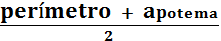 perímetro + apotema
2